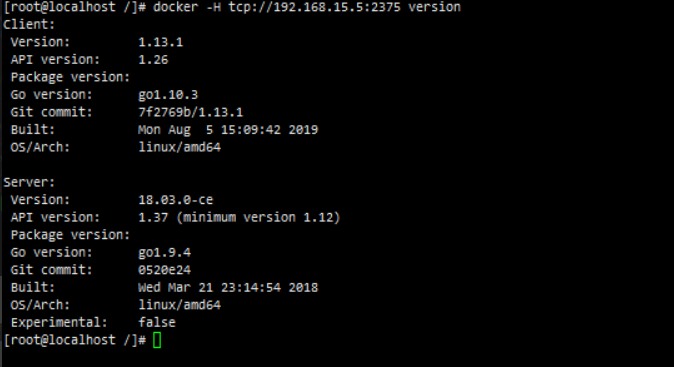 [root@localhost /]# docker -H tcp://192.168.15.5:2375 version
Client:
 Version:         1.13.1
 API version:     1.26
 Package version:
 Go version:      go1.10.3
 Git commit:      7f2769b/1.13.1
 Built:           Mon Aug  5 15:09:42 2019
 OS/Arch:         linux/amd64

Server:
 Version:         18.03.0-ce
 API version:     1.37 (minimum version 1.12)
 Package version:
 Go version:      go1.9.4
 Git commit:      0520e24
 Built:           Wed Mar 21 23:14:54 2018
 OS/Arch:         linux/amd64
 Experimental:    false
[root@localhost /]#